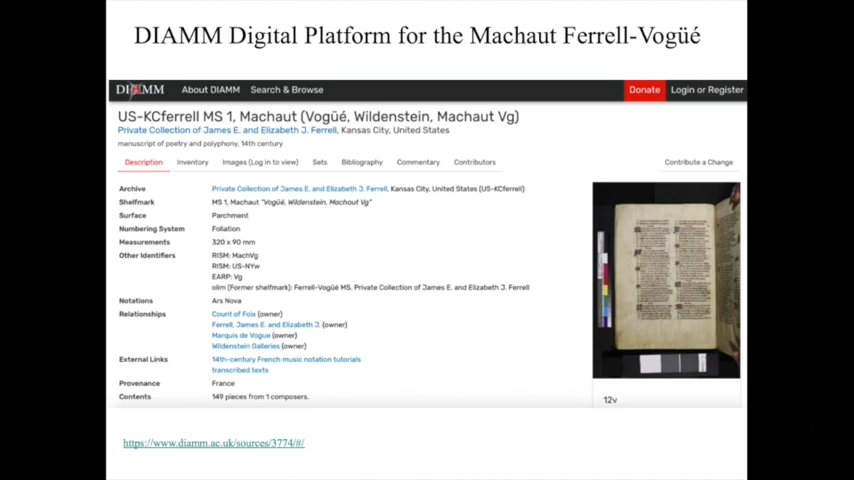 DIAMM Digital Platform for the Machaut Ferrell-Vogüé
DIAMM About DIAMM Search & Browse Donate Login or Register
US-KCferrell MS 1, Machaut (Vogüé, Wildenstein, Machaut Vg)
Private Collection of James E. and Elizabeth J. Ferrell, Kansas City, United States
manuscript of poetry and polyphony, 14th century
Description Inventory Images (Log in to view) Sets Bibliography Commentary Contributors Contribute a Change
Archive Private Collection of James E. and Elizabeth J. Ferrell, Kansas City, United States (US-KCferrell)
Shelfmark MS 1, Machaut "Vogüé, Wildenstein, Machaut Vg"
Surface Parchment
Numbering System Foliation
Measurements 320 x 90 mm
Other Identifiers RISM: MachVg
RISM: US-NYw
EARP: Vg
olim (Former shelfmark): Ferrell-Vogüé MS. Private Collection of James E. and Elizabeth J. Ferrell
Notations Ars Nova
Relationships Count of Foix (owner)
Ferrell, James E. and Elizabeth J. (owner)
Marquis de Vogue (owner)
Wildenstein Galleries (owner)
External Links 14th-century French music notation tutorials
transcribed texts
Provenance France
Contents 149 pieces from 1 composers.
12v
https://www.diamm.ac.uk/sources/3774/#/